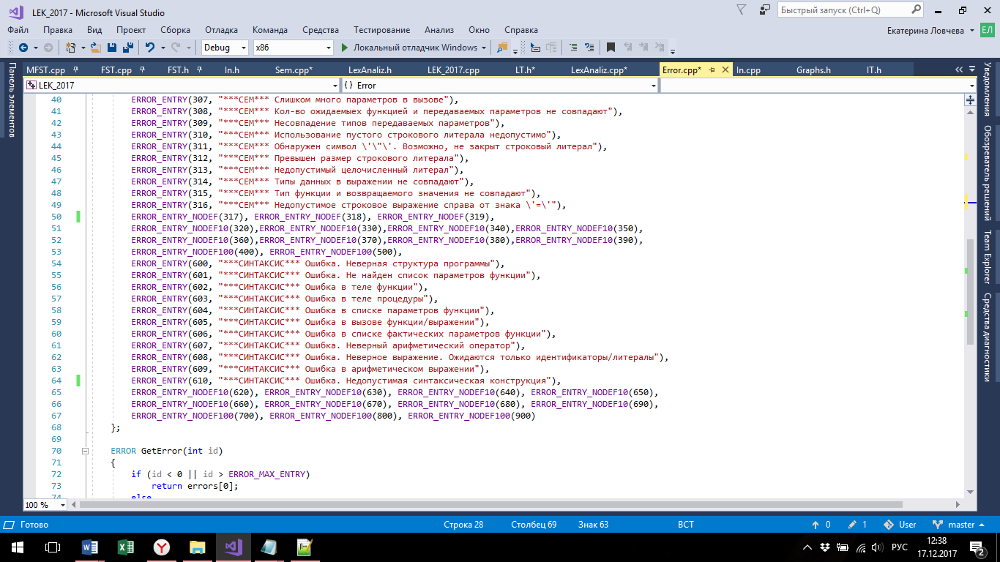 LEK_2017 - Microsoft Visual Studio
Быстрый запуск (Ctrl+Q)
Файл Правка Вид Проект Сборка Отладка Команда Средства Тестирование Анализ Окно Справка
Екатерина Ловчева ЕЛ
Debug x86 Локальный отладчик Windows
MFST.cpp FST.cpp FST.h In.h Sem.cpp* LexAnaliz.h LEK_2017.cpp LT.h* LexAnaliz.cpp* Error.cpp* In.cpp Graphs.h IT.h
LEK_2017 {} Error
Панель элементов
40 ERROR_ENTRY(307, "***СЕМ*** Слишком много параметров в вызове"),
41 ERROR_ENTRY(308, "***СЕМ*** Кол-во ожидаемыех функцией и передаваемых параметров не совпадают"),
42 ERROR_ENTRY(309, "***СЕМ*** Несовпадение типов передаваемых параметров"),
43 ERROR_ENTRY(310, "***СЕМ*** Использование пустого строкового литерала недопустимо"),
44 ERROR_ENTRY(311, "***СЕМ*** Обнаружен символ \'\"\'. Возможно, не закрыт строковый литерал"),
45 ERROR_ENTRY(312, "***СЕМ*** Превышен размер строкового литерала"),
46 ERROR_ENTRY(313, "***СЕМ*** Недопустимый целочисленный литерал"),
47 ERROR_ENTRY(314, "***СЕМ*** Типы данных в выражении не совпадают"),
48 ERROR_ENTRY(315, "***СЕМ*** Тип функции и возвращаемого значения не совпадают"),
49 ERROR_ENTRY(316, "***СЕМ*** Недопустимое строковое выражение справа от знака \'=\'"),
50 ERROR_ENTRY_NODEF(317), ERROR_ENTRY_NODEF(318), ERROR_ENTRY_NODEF(319),
51 ERROR_ENTRY_NODEF10(320),ERROR_ENTRY_NODEF10(330),ERROR_ENTRY_NODEF10(340),ERROR_ENTRY_NODEF10(350),
52 ERROR_ENTRY_NODEF10(360),ERROR_ENTRY_NODEF10(370),ERROR_ENTRY_NODEF10(380),ERROR_ENTRY_NODEF10(390),
53 ERROR_ENTRY_NODEF100(400), ERROR_ENTRY_NODEF100(500),
54 ERROR_ENTRY(600, "***СИНТАКСИС*** Ошибка. Неверная структура программы"),
55 ERROR_ENTRY(601, "***СИНТАКСИС*** Ошибка. Не найден список параметров функции"),
56 ERROR_ENTRY(602, "***СИНТАКСИС*** Ошибка в теле функции"),
57 ERROR_ENTRY(603, "***СИНТАКСИС*** Ошибка в теле процедуры"),
58 ERROR_ENTRY(604, "***СИНТАКСИС*** Ошибка в списке параметров функции"),
59 ERROR_ENTRY(605, "***СИНТАКСИС*** Ошибка в вызове функции/выражении"),
60 ERROR_ENTRY(606, "***СИНТАКСИС*** Ошибка в списке фактических параметров функции"),
61 ERROR_ENTRY(607, "***СИНТАКСИС*** Ошибка. Неверный арифметический оператор"),
62 ERROR_ENTRY(608, "***СИНТАКСИС*** Ошибка. Неверное выражение. Ожидаются только идентификаторы/литералы"),
63 ERROR_ENTRY(609, "***СИНТАКСИС*** Ошибка в арифметическом выражении"),
64 ERROR_ENTRY(610, "***СИНТАКСИС*** Ошибка. Недопустимая синтаксическая конструкция"),
65 ERROR_ENTRY_NODEF10(620), ERROR_ENTRY_NODEF10(630), ERROR_ENTRY_NODEF10(640), ERROR_ENTRY_NODEF10(650),
66 ERROR_ENTRY_NODEF10(660), ERROR_ENTRY_NODEF10(670), ERROR_ENTRY_NODEF10(680), ERROR_ENTRY_NODEF10(690),
67 ERROR_ENTRY_NODEF100(700), ERROR_ENTRY_NODEF100(800), ERROR_ENTRY_NODEF100(900)
68 };
69
70 ERROR GetError(int id)
71 {
72 if (id < 0 || id > ERROR_MAX_ENTRY)
73 return errors[0];
74 else
Уведомления
Обозреватель решений
Team Explorer
Средства диагностики
100 %
Готово Строка 28 Столбец 69 Знак 63 ВСТ 0 1 User master
РУС 12:38
17.12.2017 2